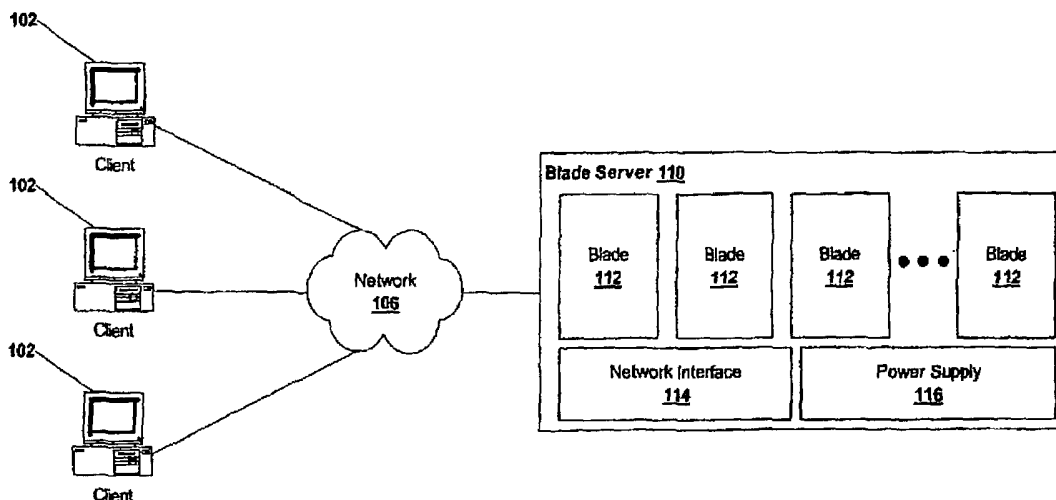 102
Client
102
Client
102
Client
Network
106
Blade Server 110
Blade
112
Blade
112
Blade
112
Blade
112
Network Interface
114
Power Supply
116